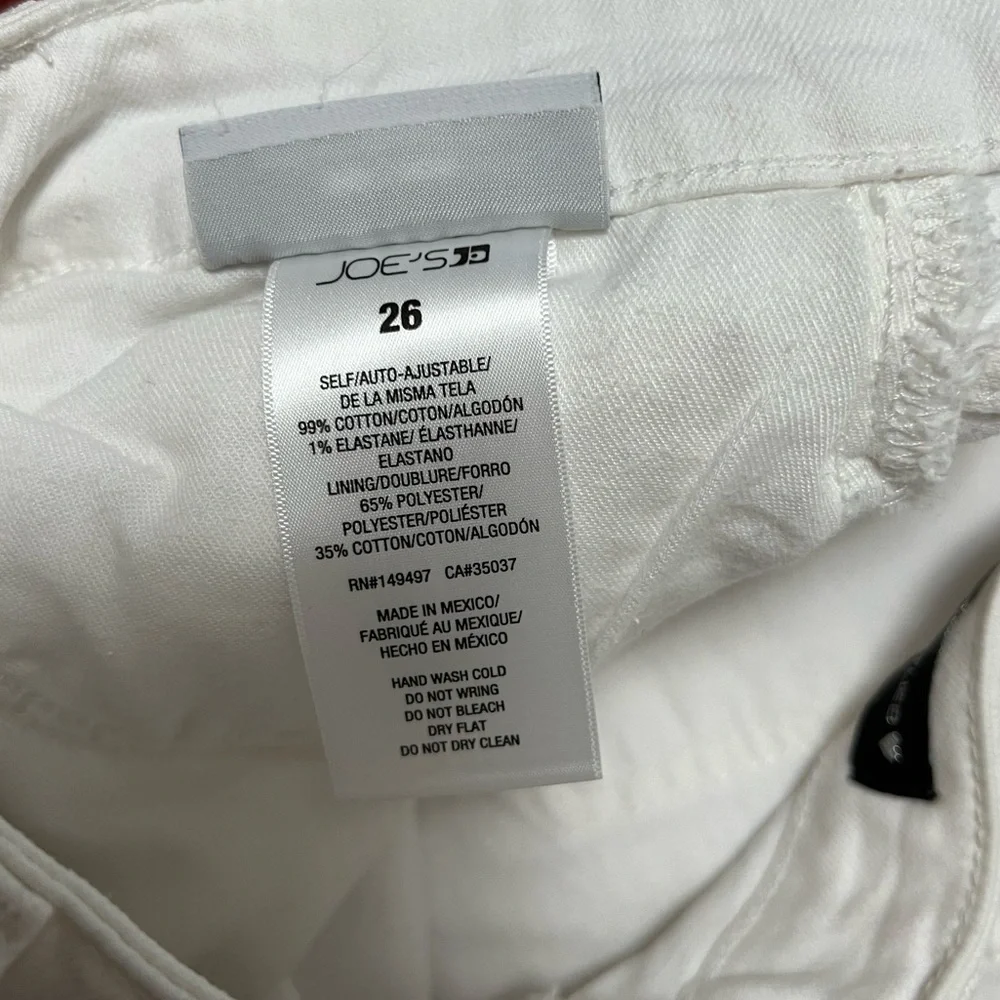 JOE'S
26
SELF/AUTO-AJUSTABLE/
DE LA MISMA TELA
99% COTTON/COTON/ALGODÓN
1% ELASTANE/ ÉLASTHANNE/
ELASTANO
LINING/DOUBLURE/FORRO
65% POLYESTER/
POLYESTER/POLIÉSTER
35% COTTON/COTON/ALGODÓN
RN#149497 CA#35037
MADE IN MEXICO/
FABRIQUÉ AU MEXIQUE/
HECHO EN MÉXICO
HAND WASH COLD
DO NOT WRING
DO NOT BLEACH
DRY FLAT
DO NOT DRY CLEAN